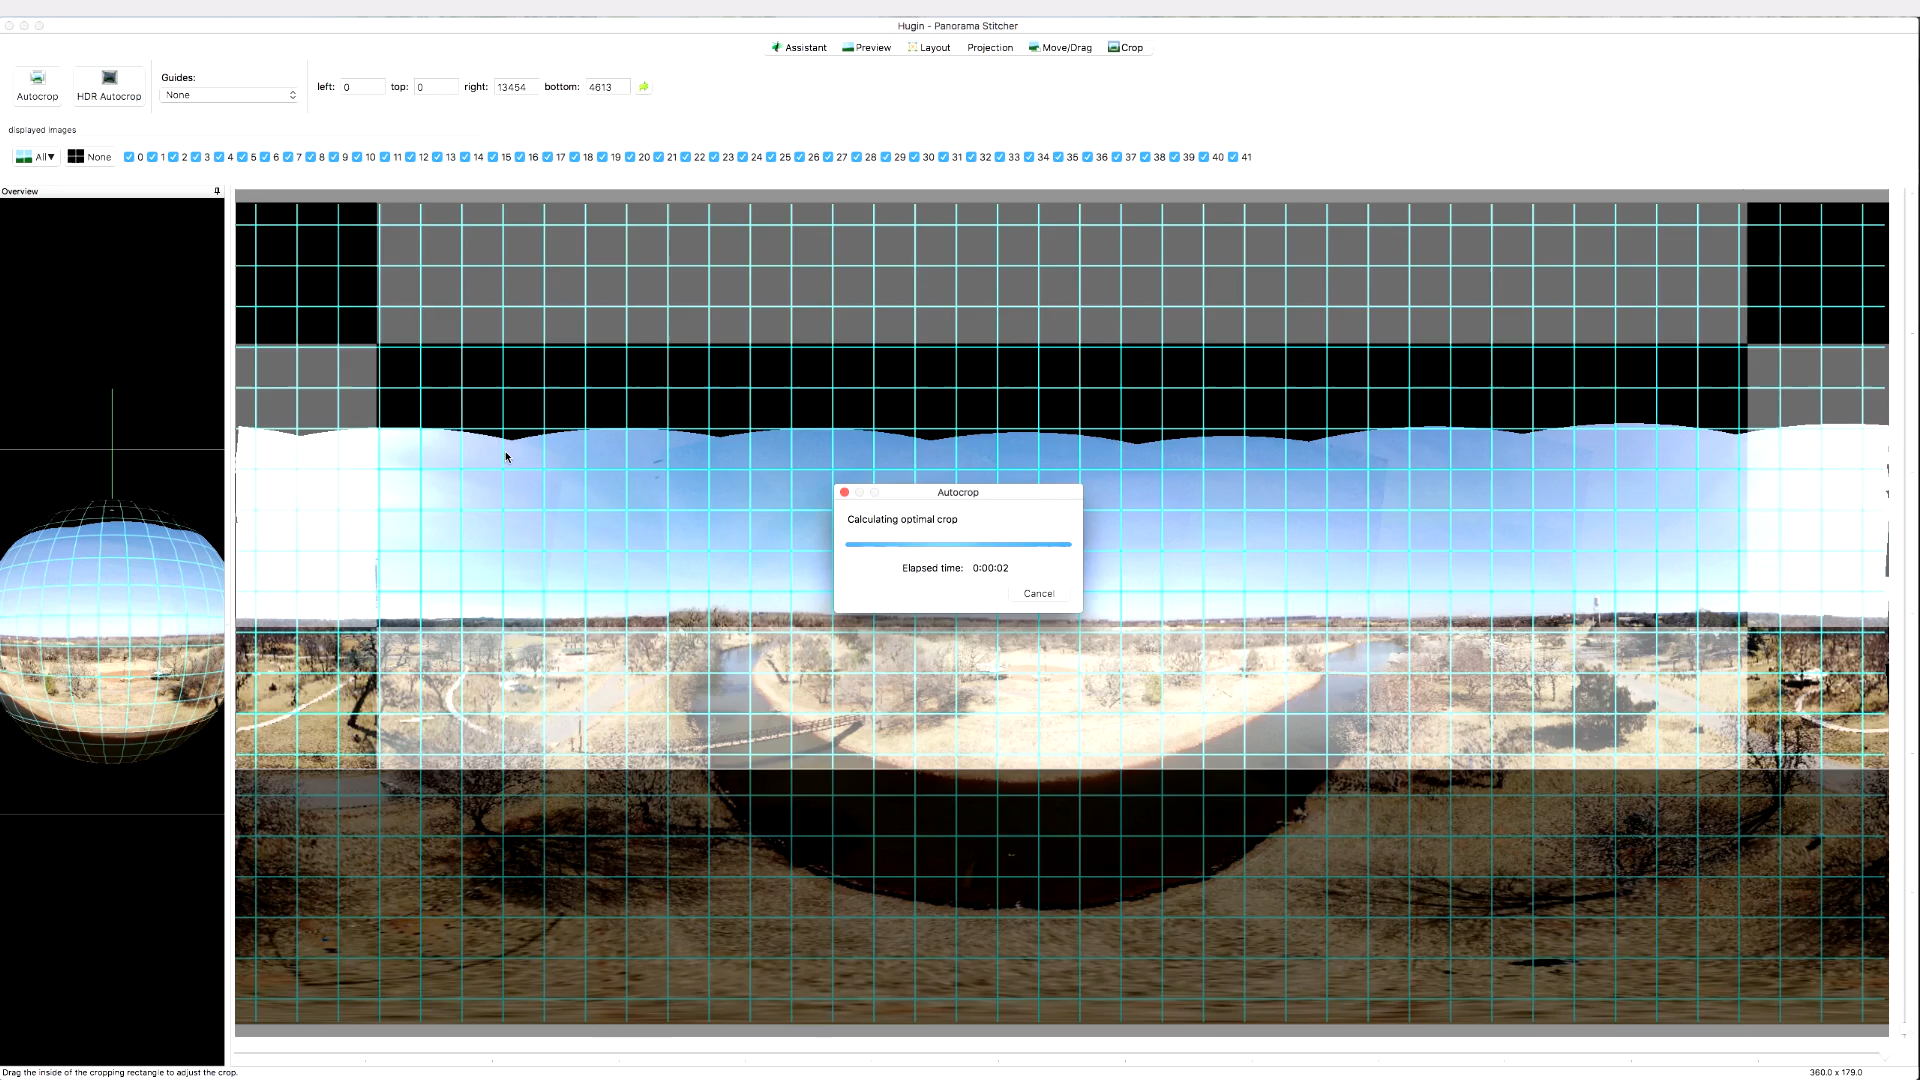 Hugin - Panorama Stitcher
Assistant Preview Layout Projection Move/Drag Crop
Autocrop
HDR Autocrop
Guides:
None
left: 0 top: 0 right: 13454 bottom: 4613
displayed images
All▾ None 0 1 2 3 4 5 6 7 8 9 10 11 12 13 14 15 16 17 18 19 20 21 22 23 24 25 26 27 28 29 30 31 32 33 34 35 36 37 38 39 40 41
Overview
Autocrop
Calculating optimal crop
Elapsed time: 0:00:02
Cancel
Drag the inside of the cropping rectangle to adjust the crop.
360.0 x 179.0